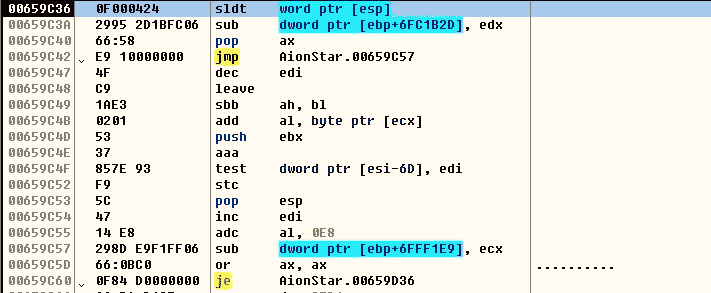 00659C36 0F000424 sldt word ptr [esp]
00659C3A 2995 2D1BFC06 sub dword ptr [ebp+6FC1B2D], edx
00659C40 66:58 pop ax
00659C42 E9 10000000 jmp AionStar.00659C57
00659C47 4F dec edi
00659C48 C9 leave
00659C49 1AE3 sbb ah, bl
00659C4B 0201 add al, byte ptr [ecx]
00659C4D 53 push ebx
00659C4E 37 aaa
00659C4F 857E 93 test dword ptr [esi-6D], edi
00659C52 F9 stc
00659C53 5C pop esp
00659C54 47 inc edi
00659C55 14 E8 adc al, 0E8
00659C57 298D E9F1FF06 sub dword ptr [ebp+6FFF1E9], ecx
00659C5D 66:0BC0 or ax, ax ..........
00659C60 0F84 D0000000 je AionStar.00659D36